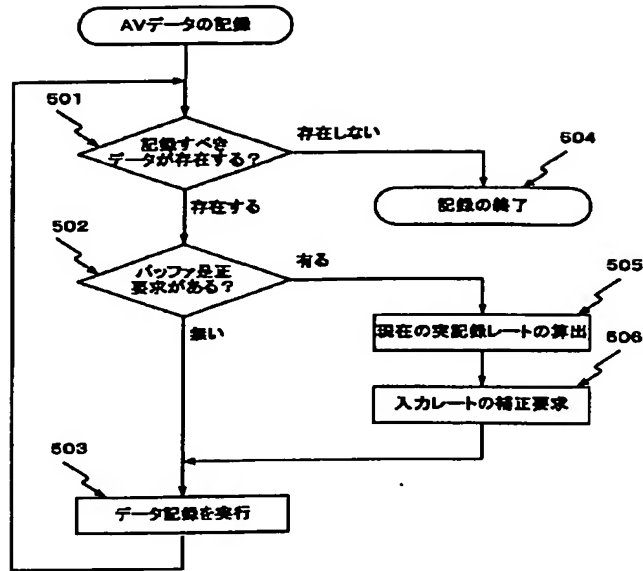 AVデータの記録
501
記録すべき
データが存在する？
存在しない
504
記録の終了
存在する
502
バッファ是正
要求がある？
有る
505
現在の実記録レートの算出
無い
506
入力レートの補正要求
503
データ記録を実行